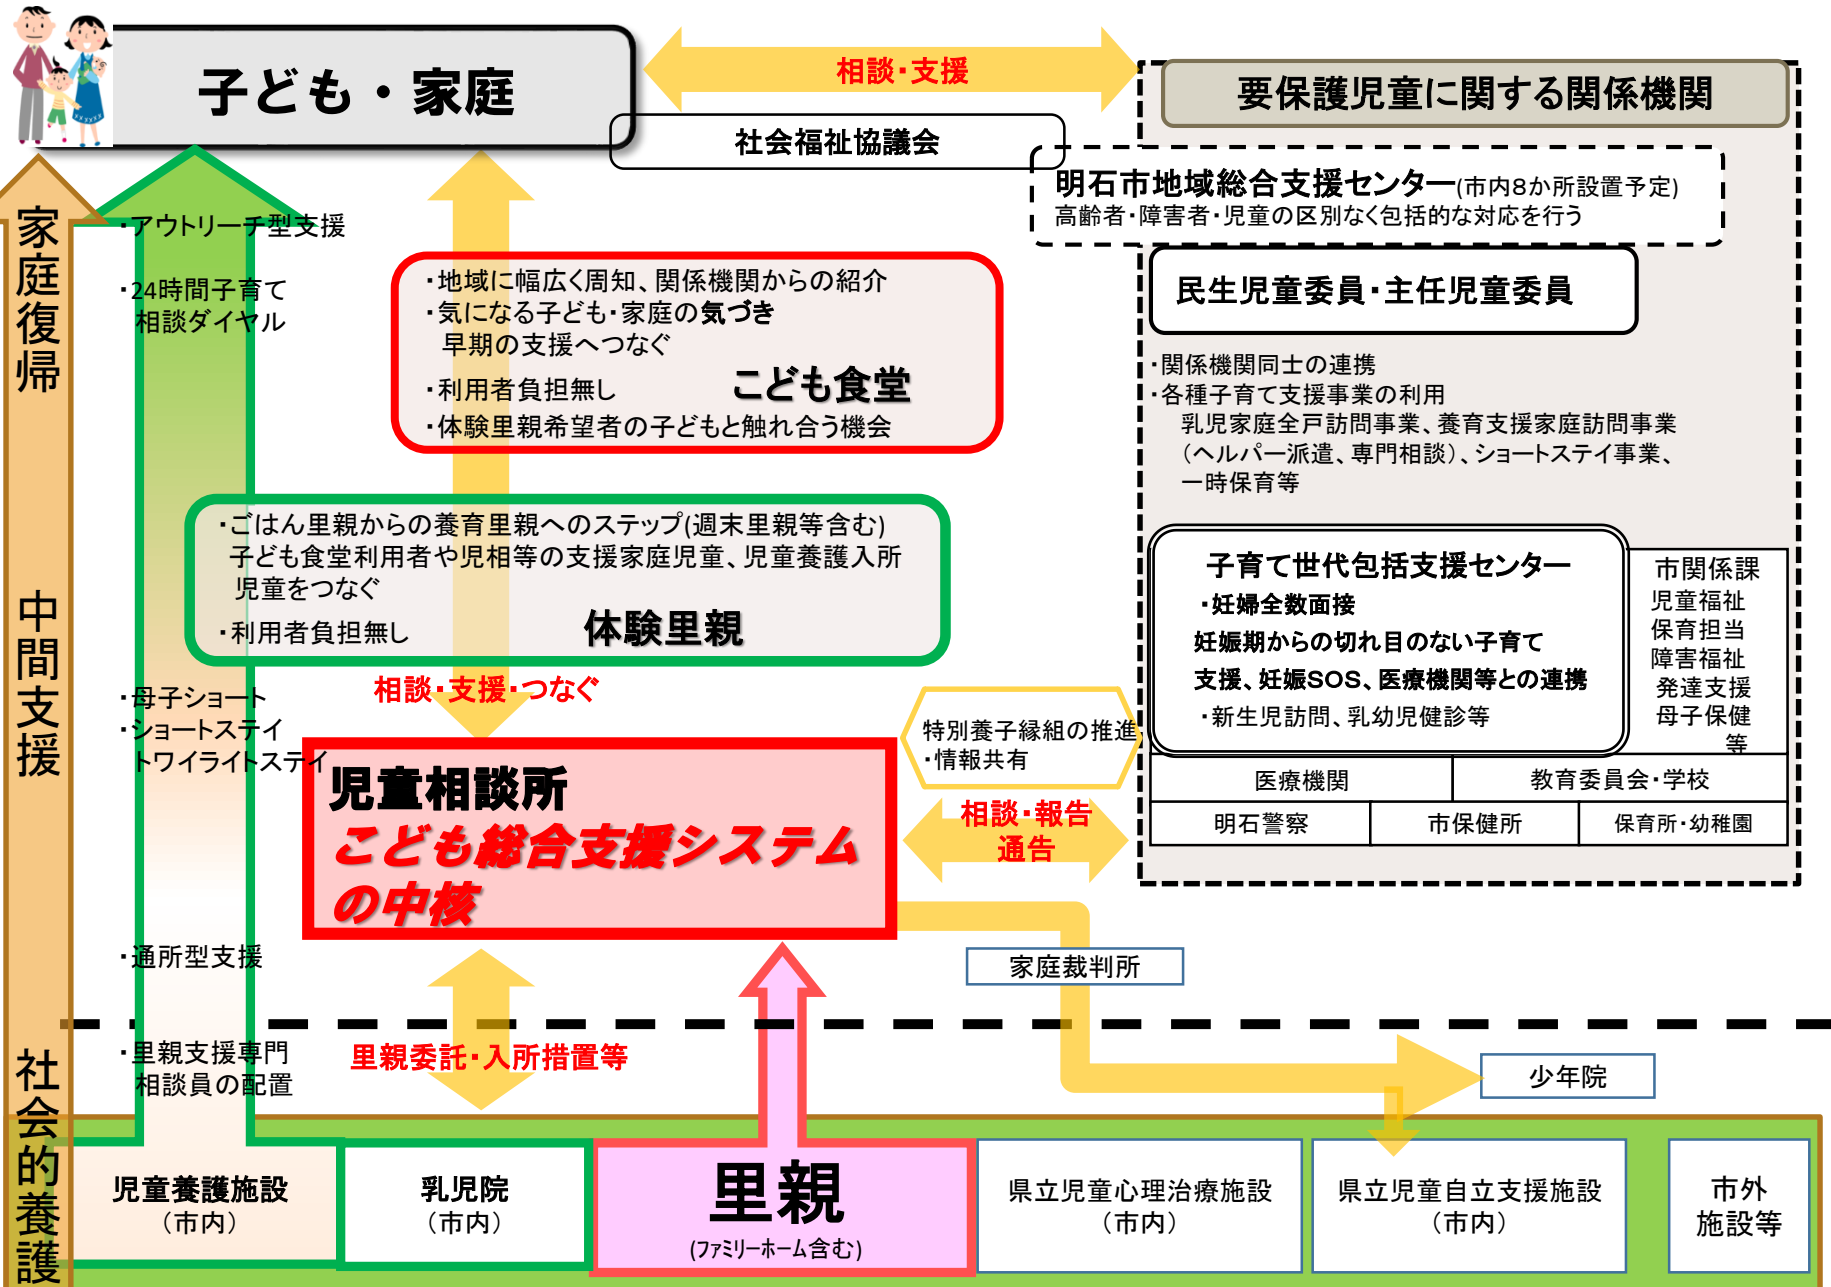 子ども・家庭
相談・支援
社会福祉協議会
要保護児童に関する関係機関
明石市地域総合支援センター(市内8か所設置予定)
高齢者・障害者・児童の区別なく包括的な対応を行う
民生児童委員・主任児童委員
・関係機関同士の連携
・各種子育て支援事業の利用
乳児家庭全戸訪問事業、養育支援家庭訪問事業
(ヘルパー派遣、専門相談)、ショートステイ事業、
一時保育等
子育て世代包括支援センター
・妊婦全数面接
妊娠期からの切れ目のない子育て
支援、妊娠SOS、医療機関等との連携
・新生児訪問、乳幼児健診等
市関係課
児童福祉
保育担当
障害福祉
発達支援
母子保健
等
医療機関
教育委員会・学校
明石警察
市保健所
保育所・幼稚園
家庭復帰
中間支援
社会的養護
・アウトリーチ型支援
・24時間子育て
相談ダイヤル
・母子ショート
・ショートステイ
トワイライトステイ
・通所型支援
・里親支援専門
相談員の配置
・地域に幅広く周知、関係機関からの紹介
・気になる子ども・家庭の気づき
早期の支援へつなぐ
・利用者負担無し
こども食堂
・体験里親希望者の子どもと触れ合う機会
・ごはん里親からの養育里親へのステップ(週末里親等含む)
子ども食堂利用者や児相等の支援家庭児童、児童養護入所
児童をつなぐ
・利用者負担無し
体験里親
相談・支援・つなぐ
児童相談所
こども総合支援システム
の中核
特別養子縁組の推進
・情報共有
相談・報告
通告
家庭裁判所
里親委託・入所措置等
少年院
児童養護施設
(市内)
乳児院
(市内)
里親
(ファミリーホーム含む)
県立児童心理治療施設
(市内)
県立児童自立支援施設
(市内)
市外
施設等